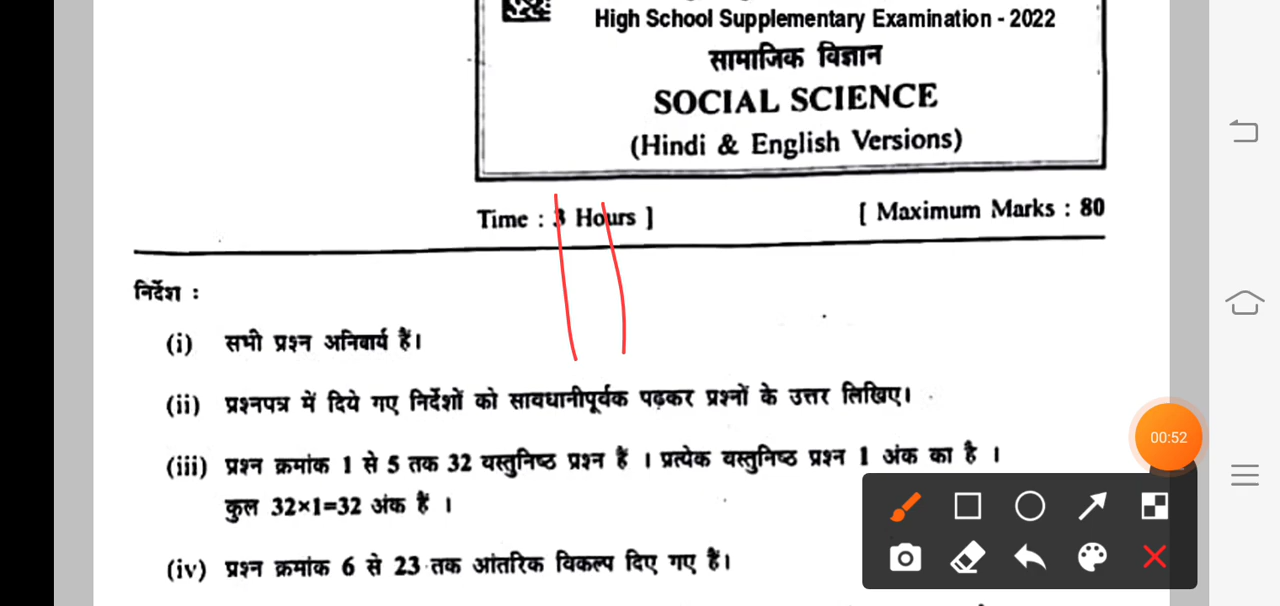 High School Supplementary Examination - 2022
सामाजिक विज्ञान
SOCIAL SCIENCE
(Hindi & English Versions)
Time : 3 Hours ]
[ Maximum Marks : 80
निर्देश :
(i) सभी प्रश्न अनिवार्य हैं।
(ii) प्रश्नपत्र में दिये गए निर्देशों को सावधानीपूर्वक पढ़कर प्रश्नों के उत्तर लिखिए।
(iii) प्रश्न क्रमांक 1 से 5 तक 32 वस्तुनिष्ठ प्रश्न हैं । प्रत्येक वस्तुनिष्ठ प्रश्न 1 अंक का है ।
कुल 32×1=32 अंक हैं ।
(iv) प्रश्न क्रमांक 6 से 23 तक आंतरिक विकल्प दिए गए हैं।
00:52